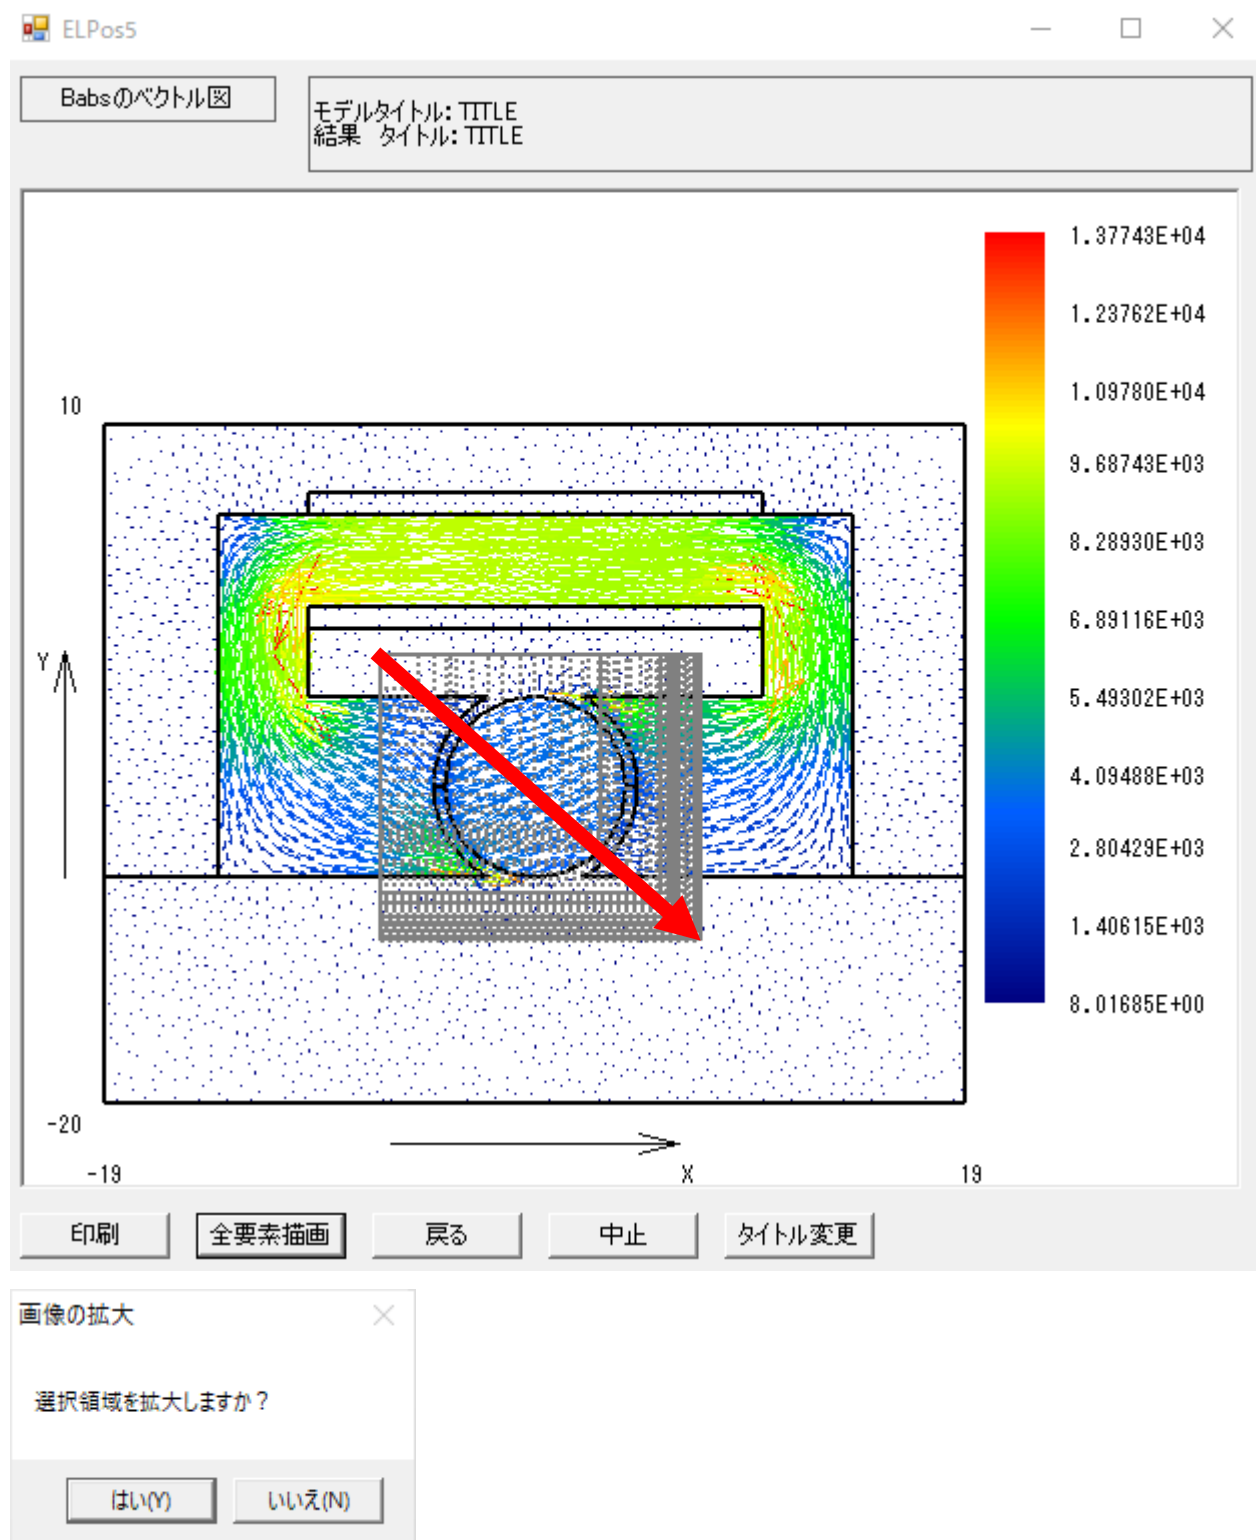 ELPos5
Babsのベクトル図
モデルタイトル: TITLE
結果 タイトル: TITLE
1.37743E+04
1.23762E+04
1.09780E+04
9.68743E+03
8.28930E+03
6.89116E+03
5.49302E+03
4.09488E+03
2.80429E+03
1.40615E+03
8.01685E+00
10
Y
-20
-19
X
19
印刷
全要素描画
戻る
中止
タイトル変更
画像の拡大
選択領域を拡大しますか？
はい(Y)
いいえ(N)